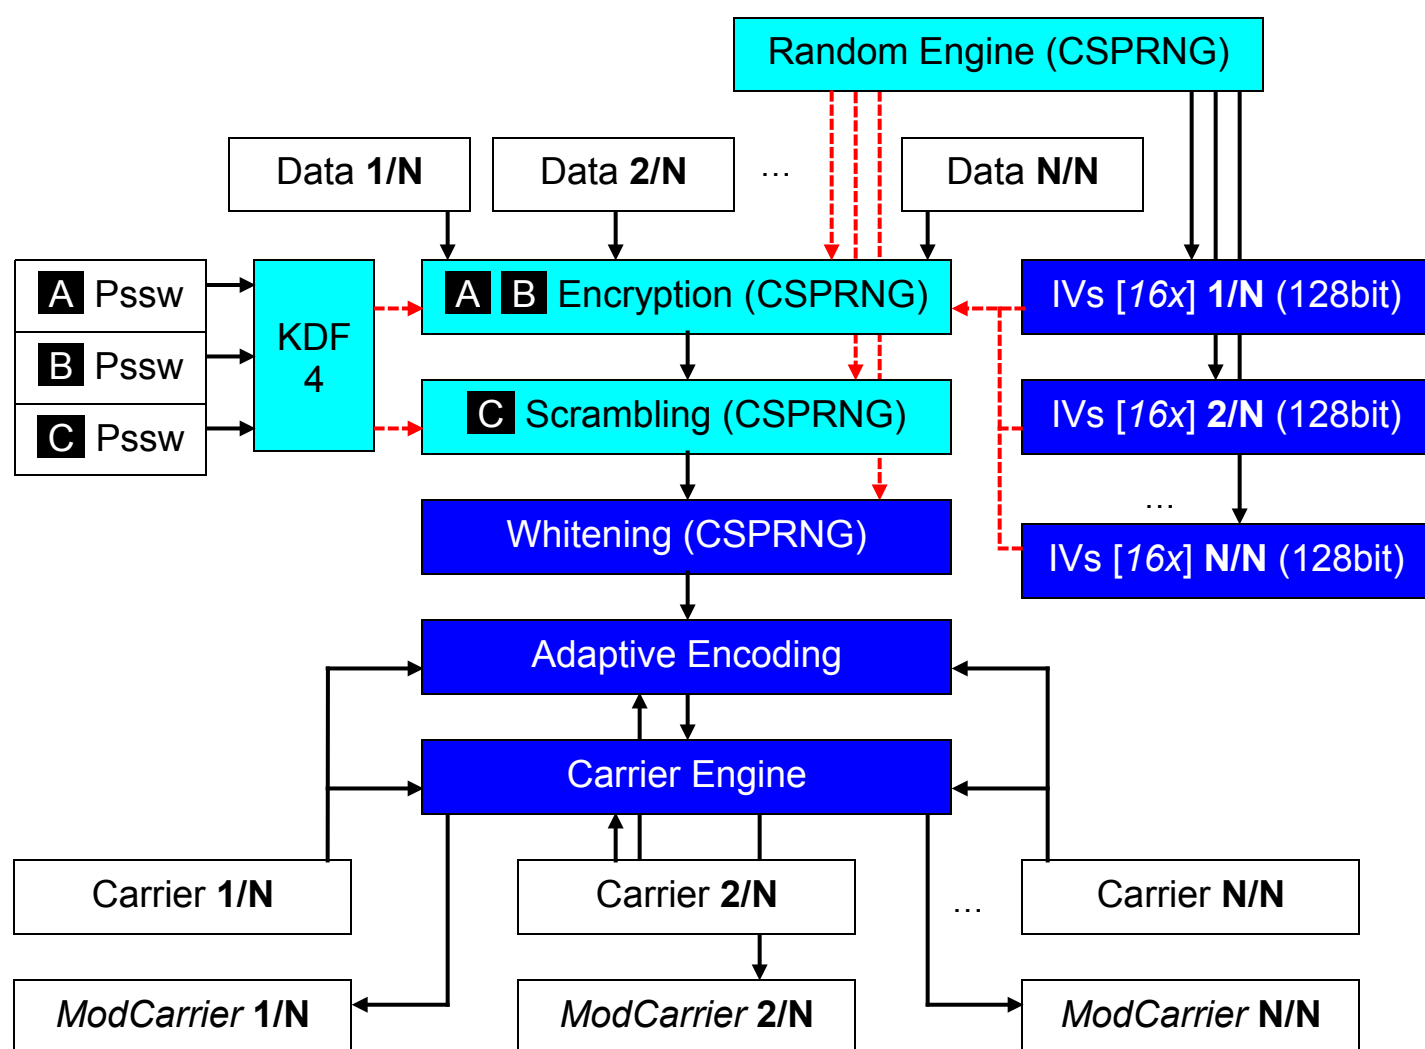 Random Engine (CSPRNG)
Data 1/N
Data 2/N
...
Data N/N
A Pssw
B Pssw
C Pssw
KDF
4
A B Encryption (CSPRNG)
IVs [16x] 1/N (128bit)
C Scrambling (CSPRNG)
IVs [16x] 2/N (128bit)
...
Whitening (CSPRNG)
IVs [16x] N/N (128bit)
Adaptive Encoding
Carrier Engine
Carrier 1/N
Carrier 2/N
...
Carrier N/N
ModCarrier 1/N
ModCarrier 2/N
ModCarrier N/N